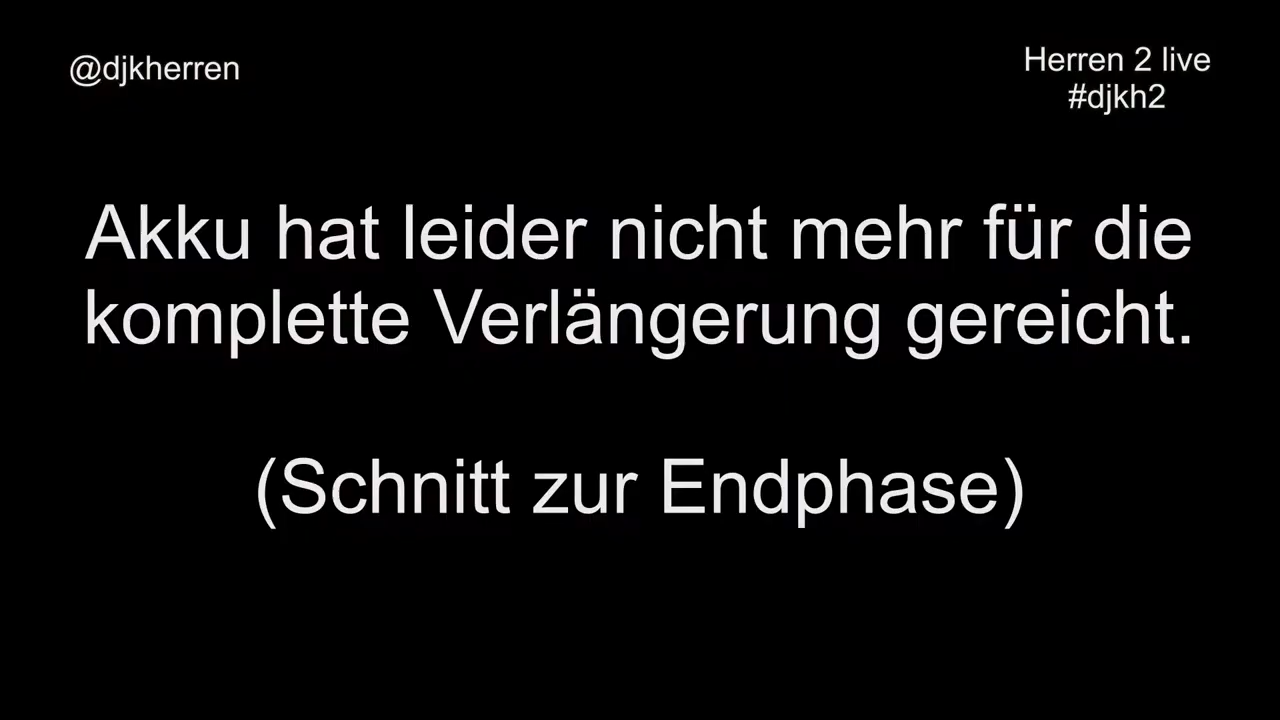 @djkherren
Herren 2 live
#djkh2
Akku hat leider nicht mehr für die
komplette Verlängerung gereicht.
(Schnitt zur Endphase)